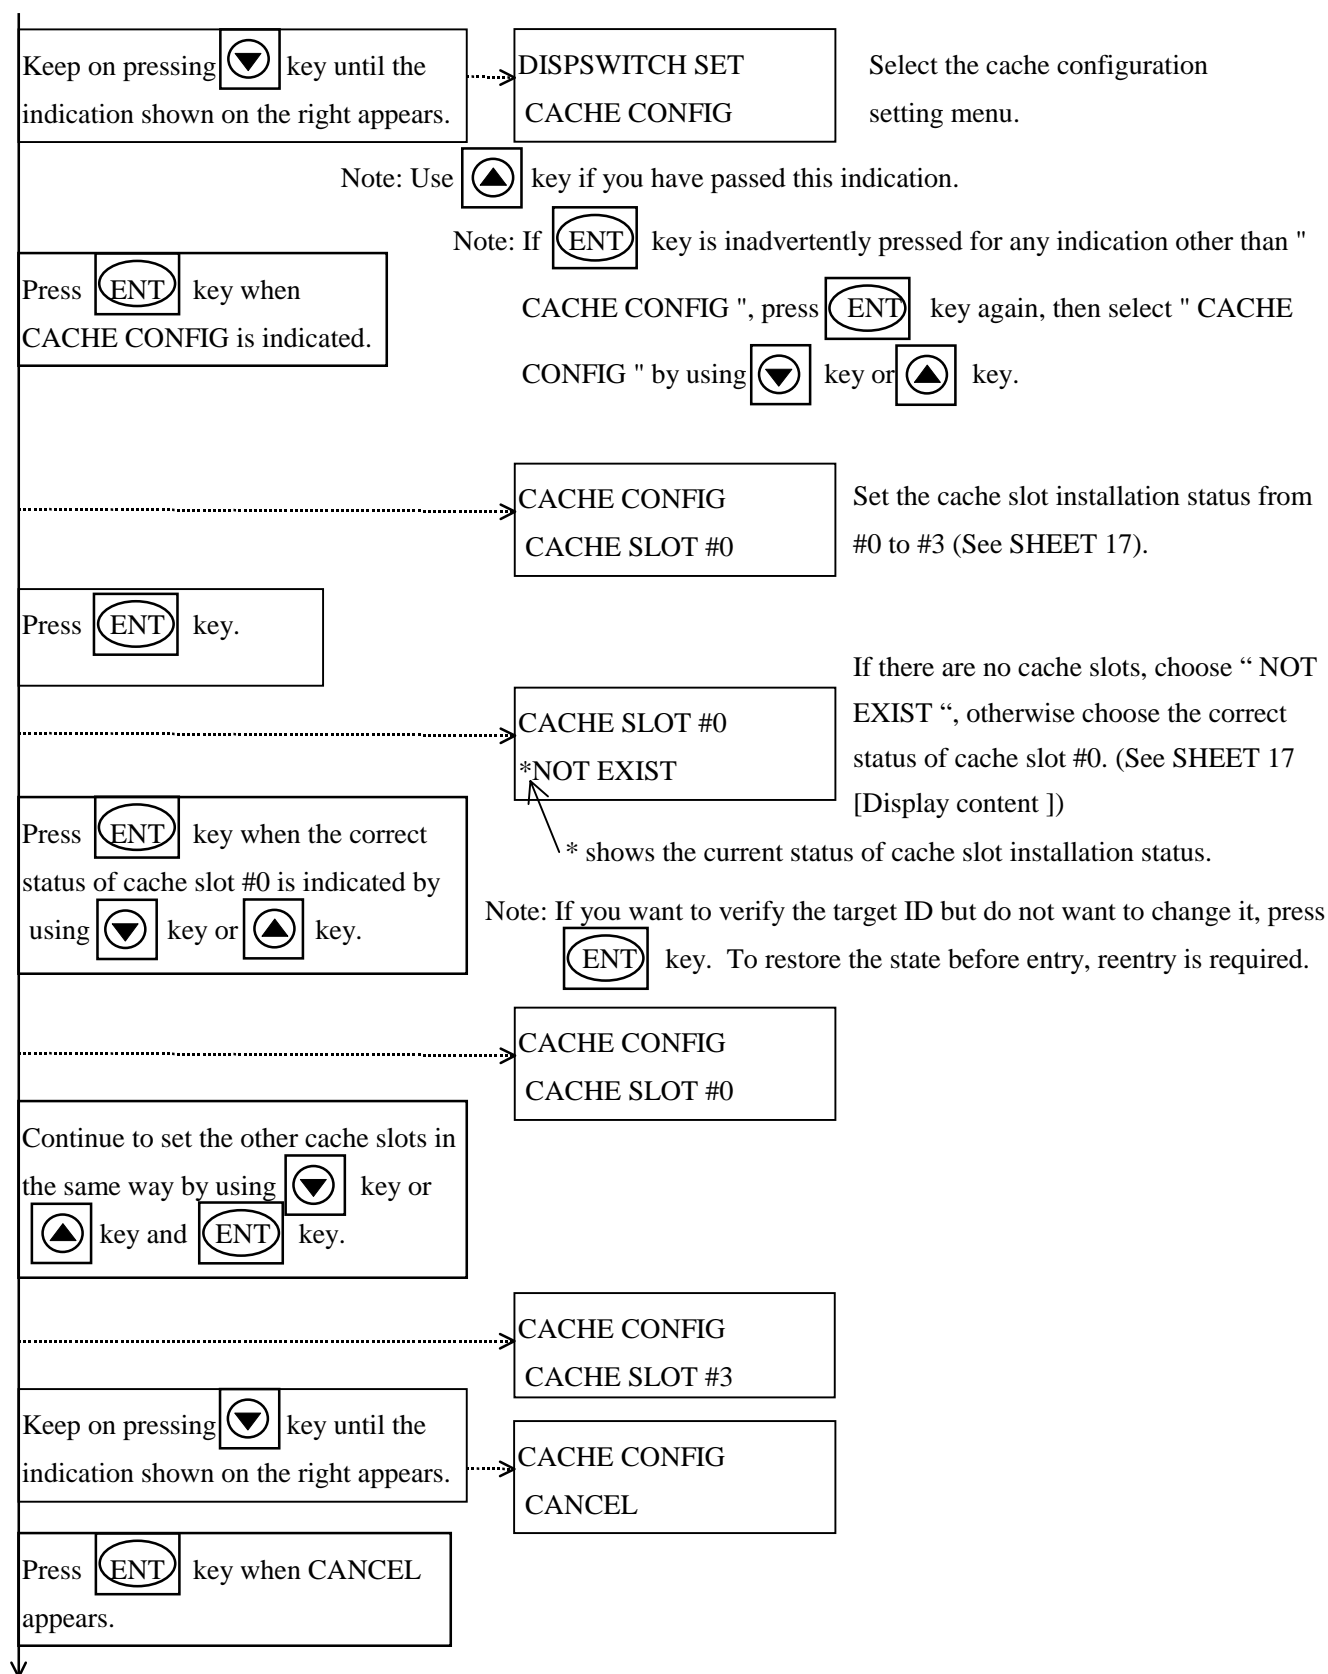 Keep on pressing key until the
indication shown on the right appears.
DISPSWITCH SET
CACHE CONFIG
Select the cache configuration
setting menu.
Note: Use key if you have passed this indication.
Note: If ENT key is inadvertently pressed for any indication other than "
CACHE CONFIG ", press ENT key again, then select " CACHE
CONFIG " by using key or key.
Press ENT key when
CACHE CONFIG is indicated.
CACHE CONFIG
CACHE SLOT #0
Set the cache slot installation status from
#0 to #3 (See SHEET 17).
Press ENT key.
CACHE SLOT #0
*NOT EXIST
If there are no cache slots, choose “ NOT
EXIST “, otherwise choose the correct
status of cache slot #0. (See SHEET 17
[Display content ])
* shows the current status of cache slot installation status.
Press ENT key when the correct
status of cache slot #0 is indicated by
using key or key.
Note: If you want to verify the target ID but do not want to change it, press
ENT key. To restore the state before entry, reentry is required.
CACHE CONFIG
CACHE SLOT #0
Continue to set the other cache slots in
the same way by using key or
key and ENT key.
CACHE CONFIG
CACHE SLOT #3
Keep on pressing key until the
indication shown on the right appears.
CACHE CONFIG
CANCEL
Press ENT key when CANCEL
appears.